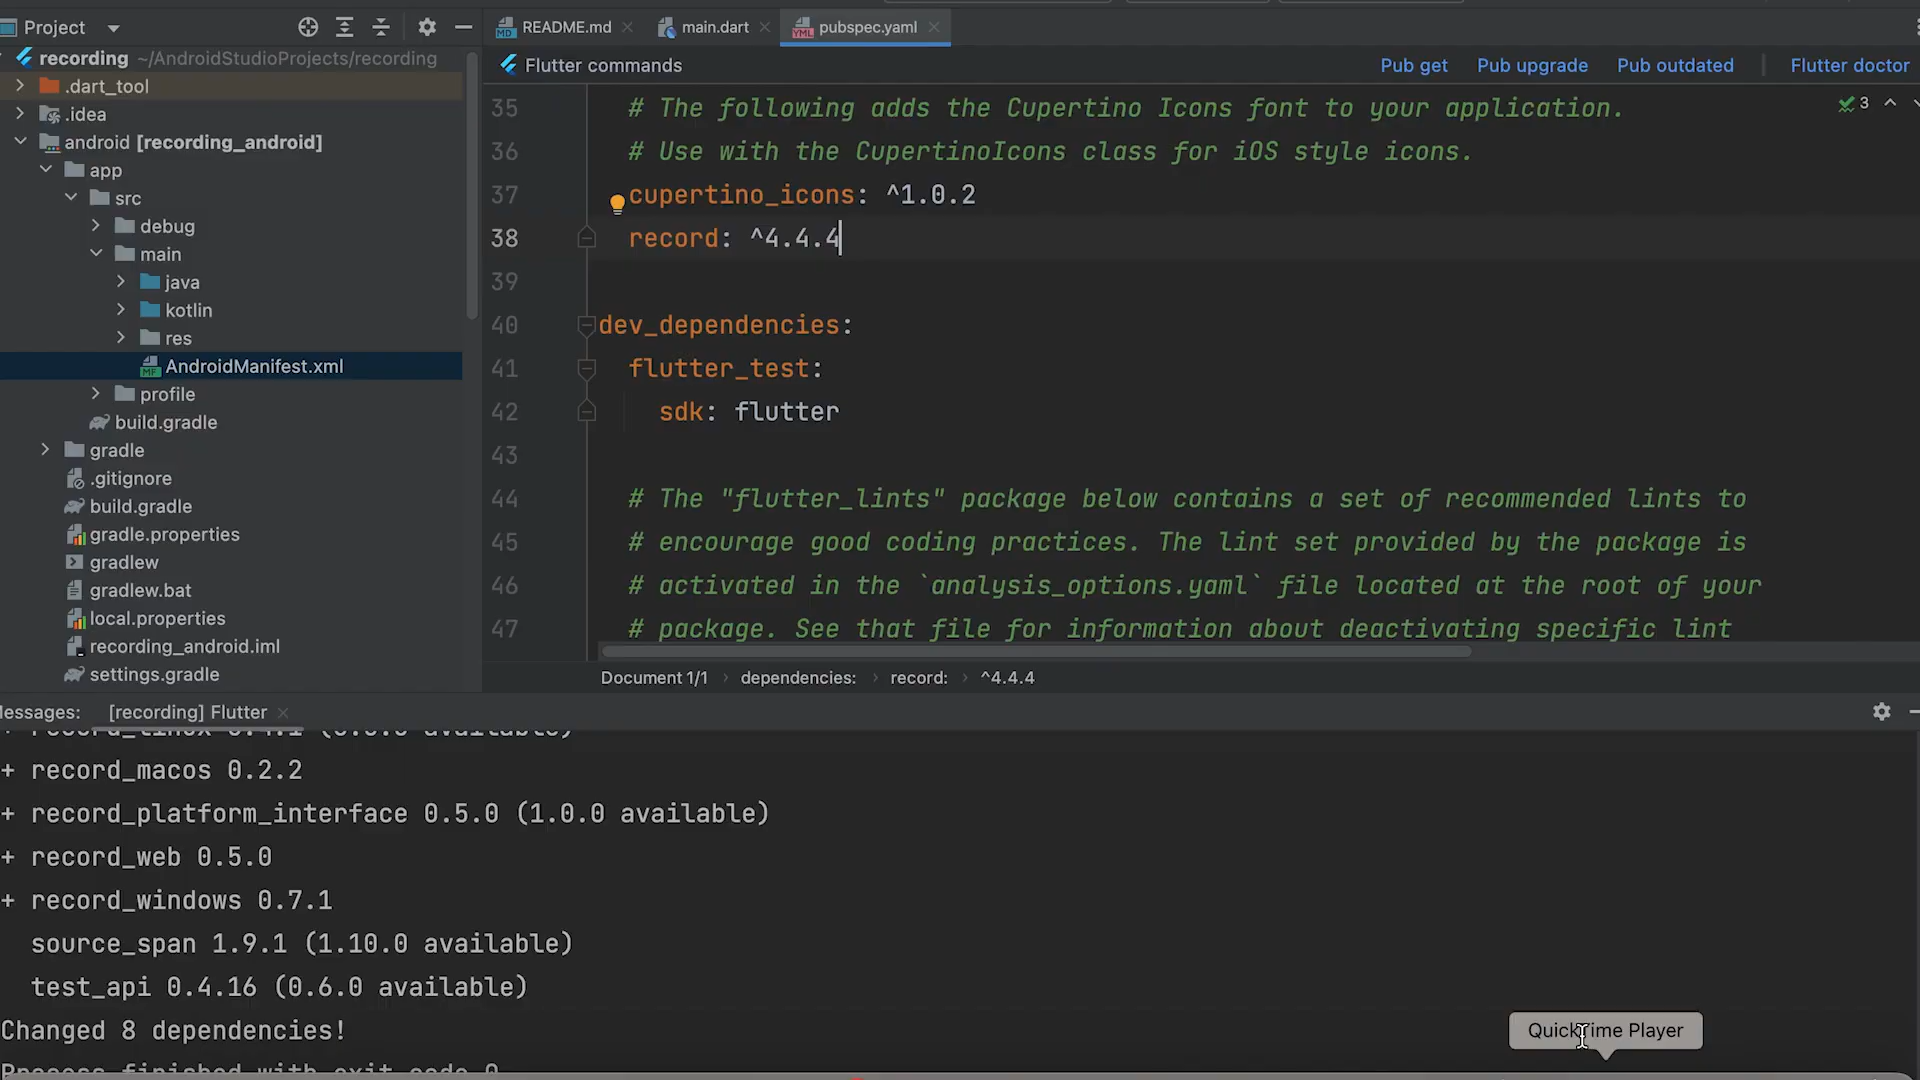 Project
recording ~/AndroidStudioProjects/recording
.dart_tool
.idea
android [recording_android]
app
src
debug
main
java
kotlin
res
AndroidManifest.xml
profile
build.gradle
gradle
.gitignore
build.gradle
gradle.properties
gradlew
gradlew.bat
local.properties
recording_android.iml
settings.gradle
README.md
main.dart
pubspec.yaml
Flutter commands
Pub get
Pub upgrade
Pub outdated
Flutter doctor
3
35 # The following adds the Cupertino Icons font to your application.
36 # Use with the CupertinoIcons class for iOS style icons.
37 cupertino_icons: ^1.0.2
38 record: ^4.4.4
39
40 dev_dependencies:
41 flutter_test:
42 sdk: flutter
43
44 # The "flutter_lints" package below contains a set of recommended lints to
45 # encourage good coding practices. The lint set provided by the package is
46 # activated in the `analysis_options.yaml` file located at the root of your
47 # package. See that file for information about deactivating specific lint
Document 1/1 › dependencies: › record: › ^4.4.4
essages: [recording] Flutter
+ record_macos 0.2.2
+ record_platform_interface 0.5.0 (1.0.0 available)
+ record_web 0.5.0
+ record_windows 0.7.1
source_span 1.9.1 (1.10.0 available)
test_api 0.4.16 (0.6.0 available)
Changed 8 dependencies!
Process finished with exit code 0
QuickTime Player